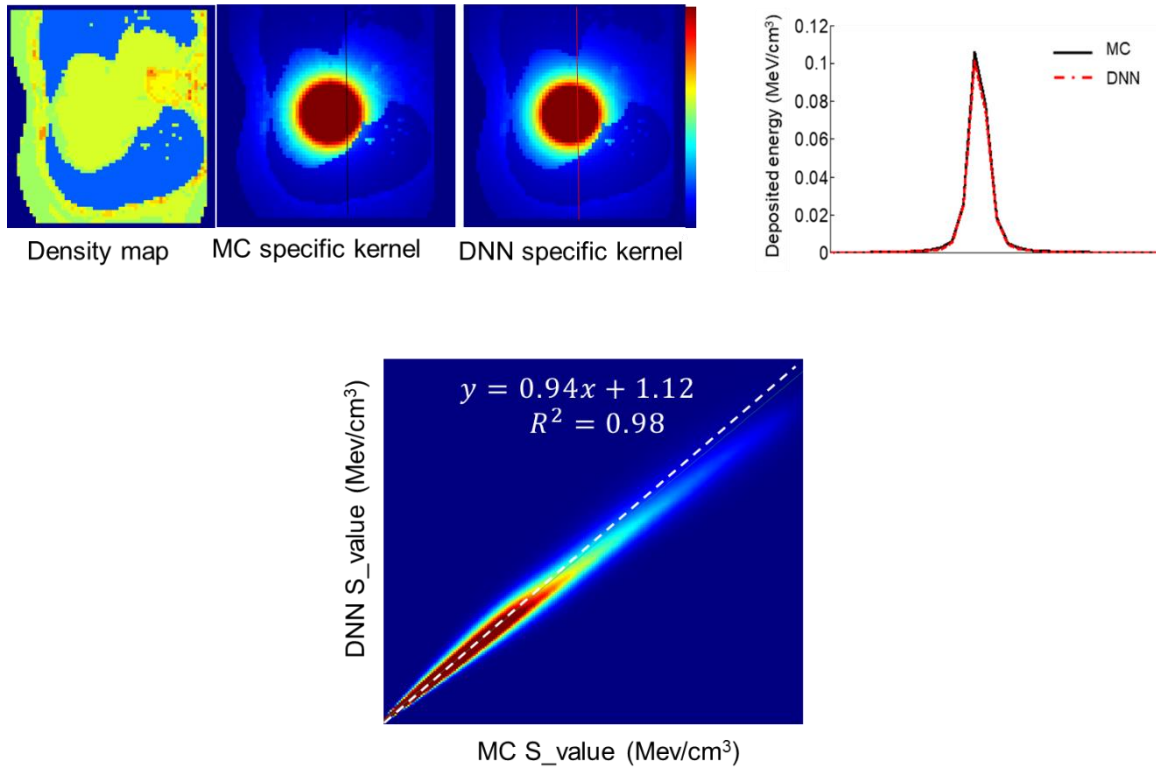 Density map
MC specific kernel
DNN specific kernel
Deposited energy (MeV/cm³)
0.12
0.1
0.08
0.06
0.04
0.02
0
MC
DNN
DNN S_value (Mev/cm³)
y = 0.94x + 1.12
R² = 0.98
MC S_value (Mev/cm³)